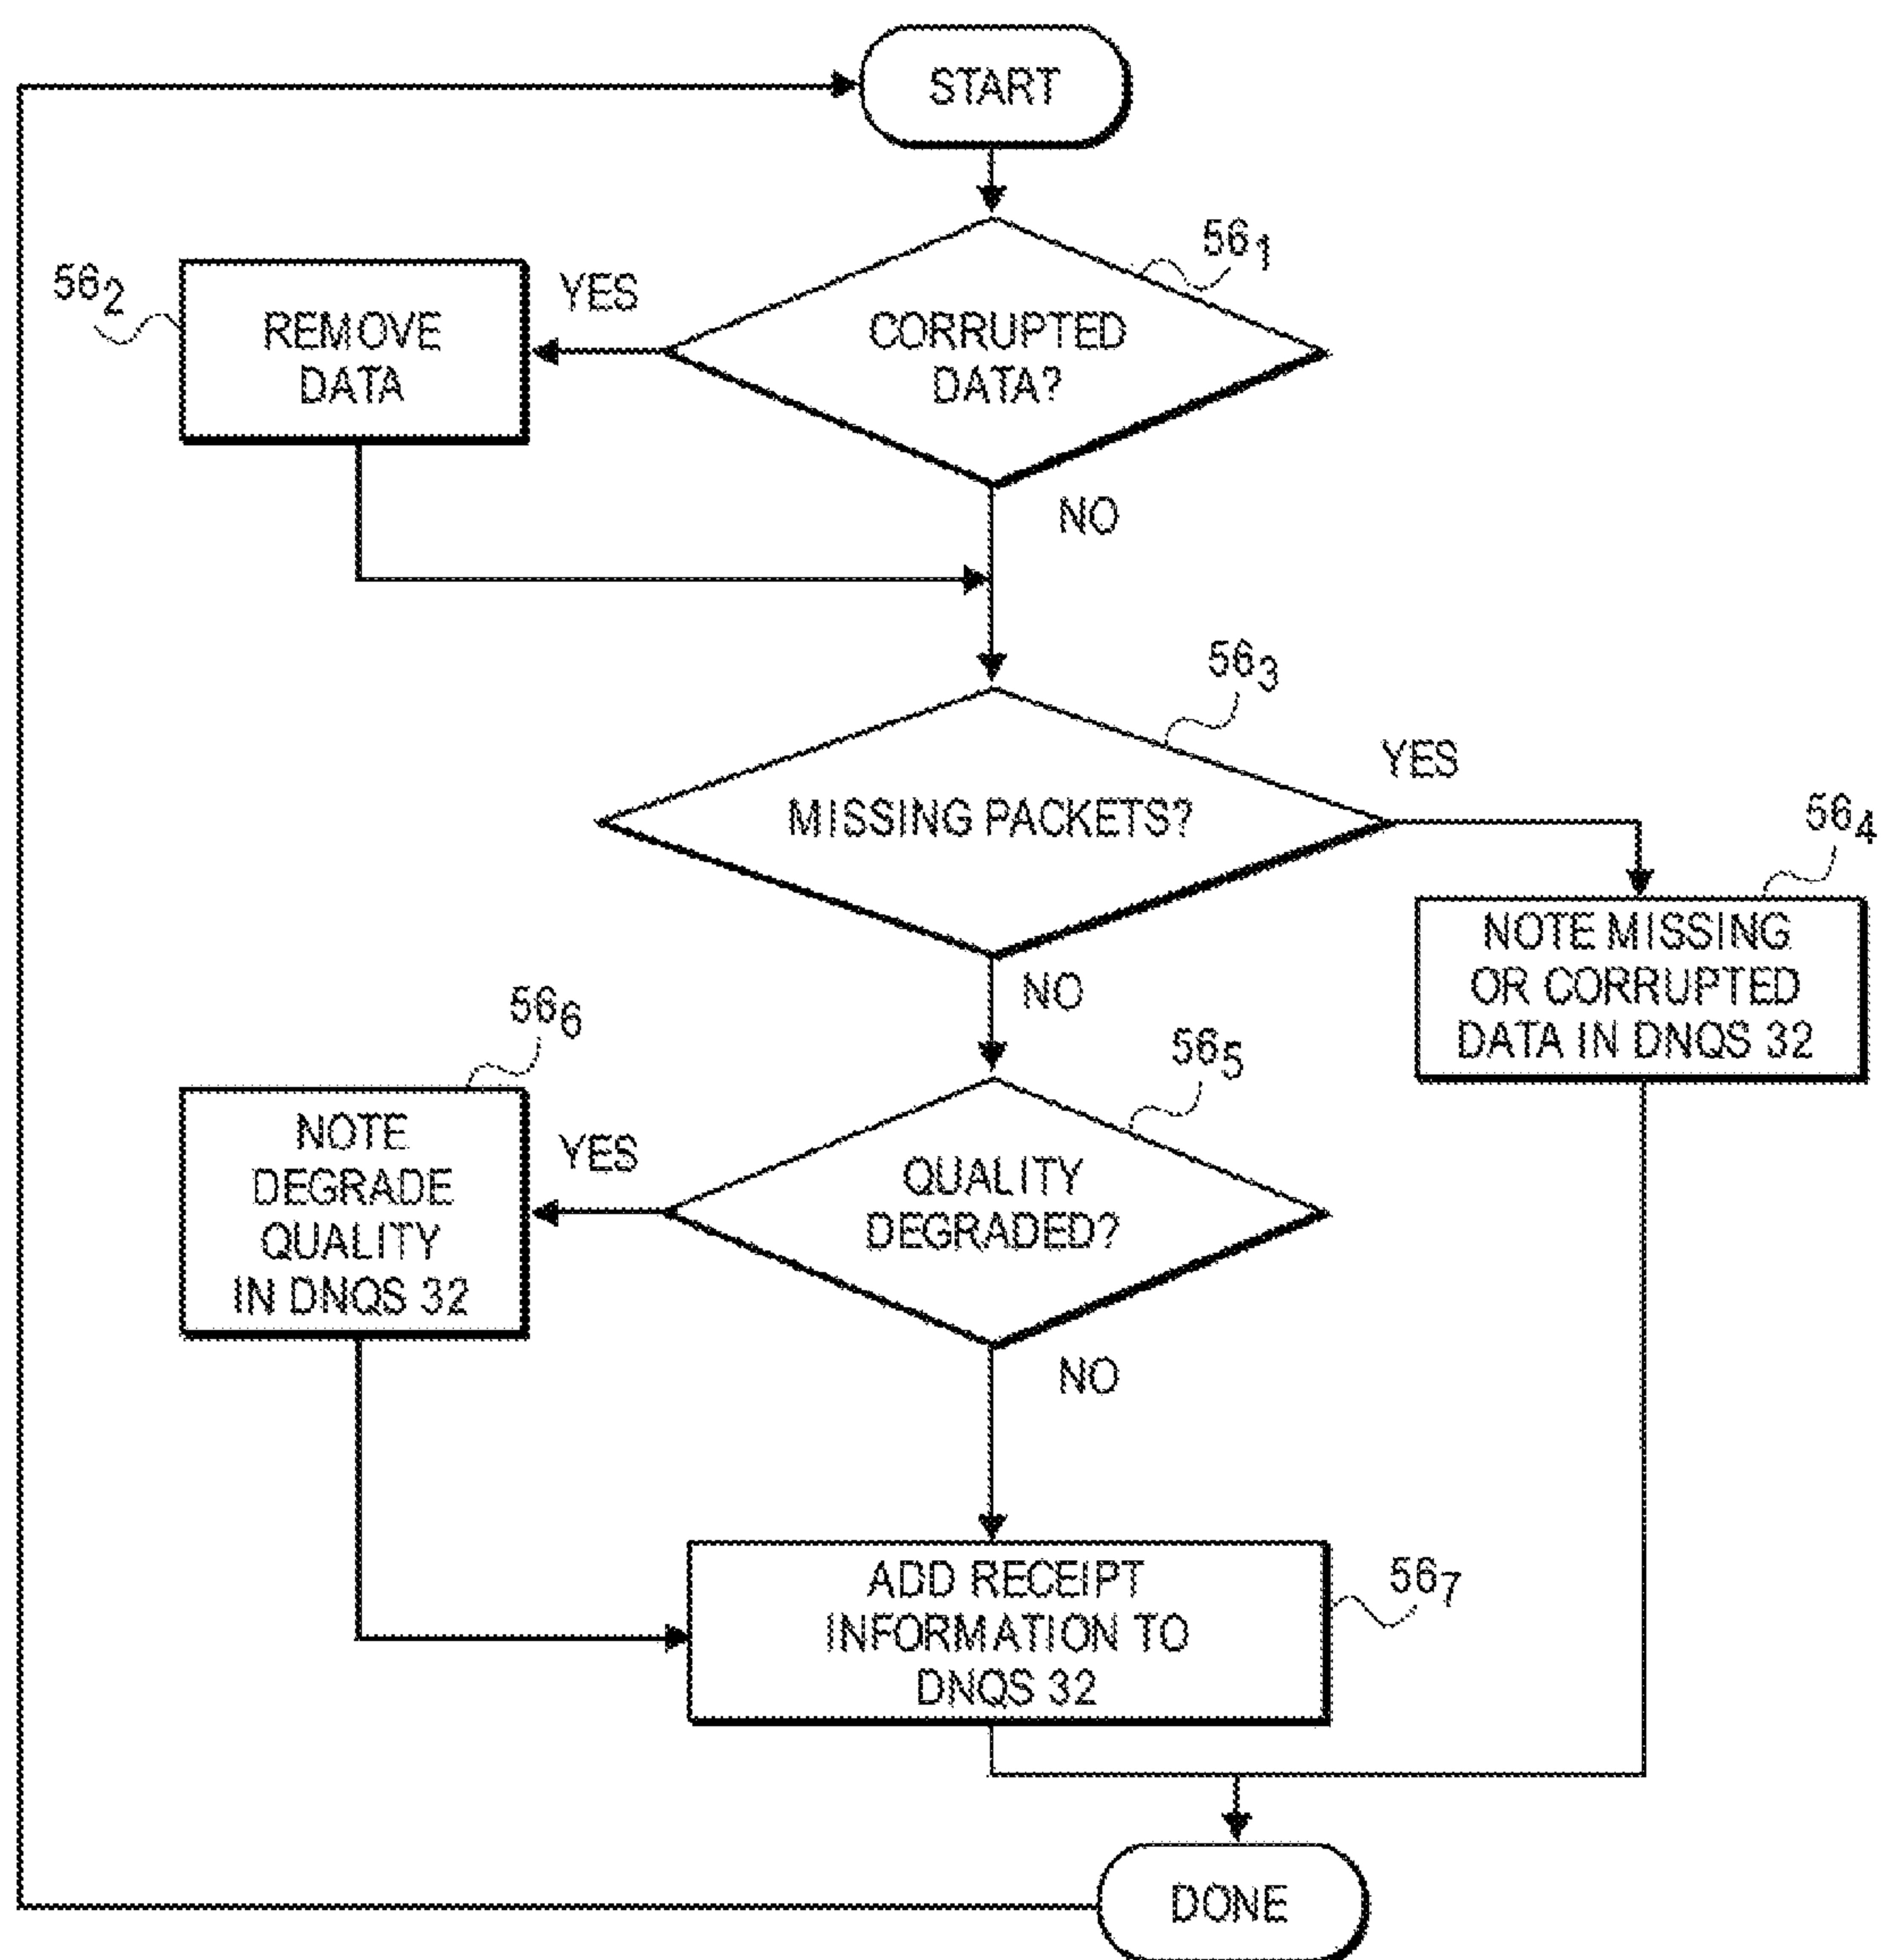 START
56₁
56₂
YES
REMOVE
DATA
CORRUPTED
DATA?
NO
56₃
YES
MISSING PACKETS?
56₄
NOTE MISSING
OR CORRUPTED
DATA IN DNQS 32
NO
56₆
56₅
NOTE
DEGRADE
QUALITY
IN DNQS 32
YES
QUALITY
DEGRADED?
NO
ADD RECEIPT
INFORMATION TO
DNQS 32
56₇
DONE